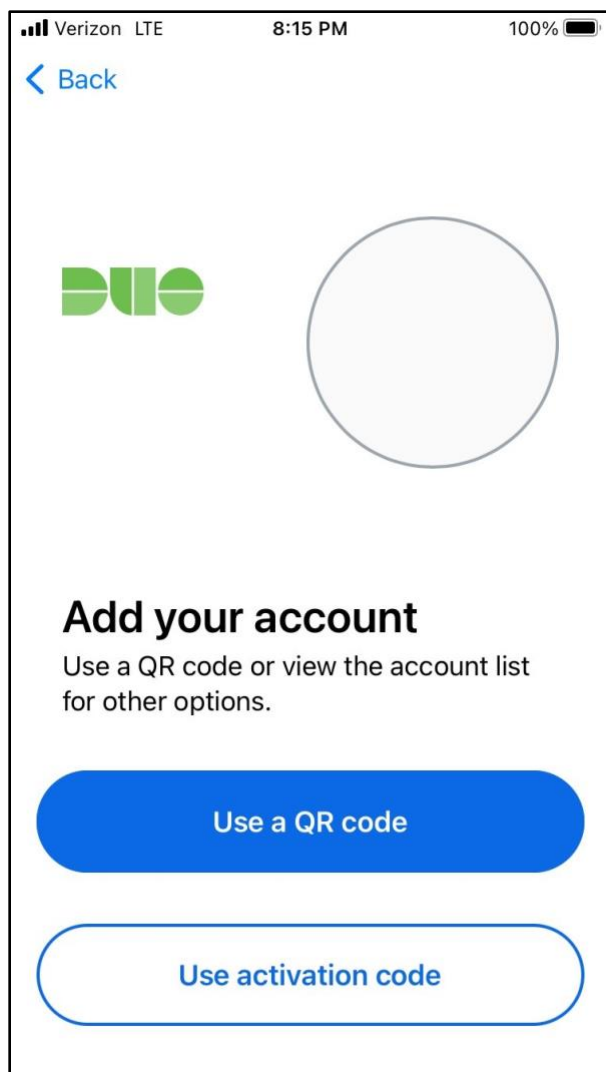 Verizon LTE 8:15 PM 100%
Back
DUO
Add your account
Use a QR code or view the account list
for other options.
Use a QR code
Use activation code